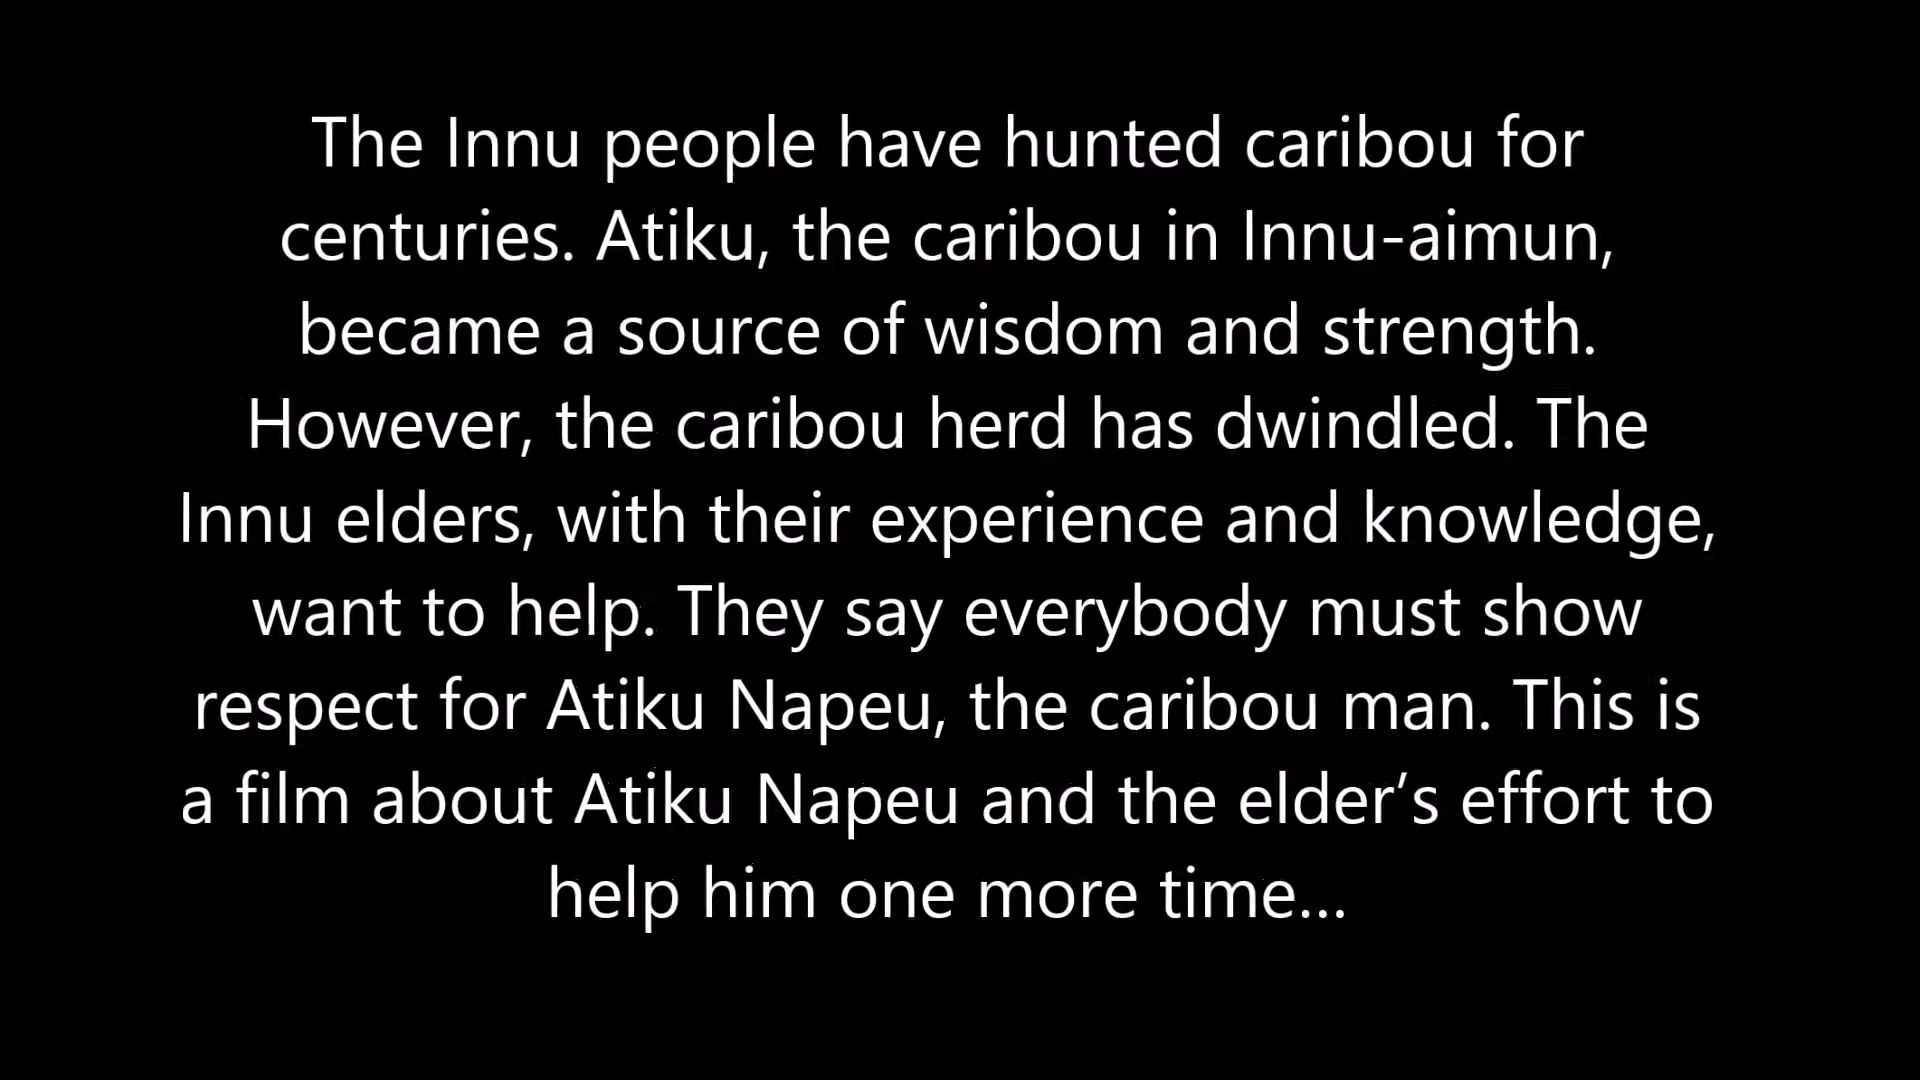 The Innu people have hunted caribou for
centuries. Atiku, the caribou in Innu-aimun,
became a source of wisdom and strength.
However, the caribou herd has dwindled. The
Innu elders, with their experience and knowledge,
want to help. They say everybody must show
respect for Atiku Napeu, the caribou man. This is
a film about Atiku Napeu and the elder’s effort to
help him one more time...